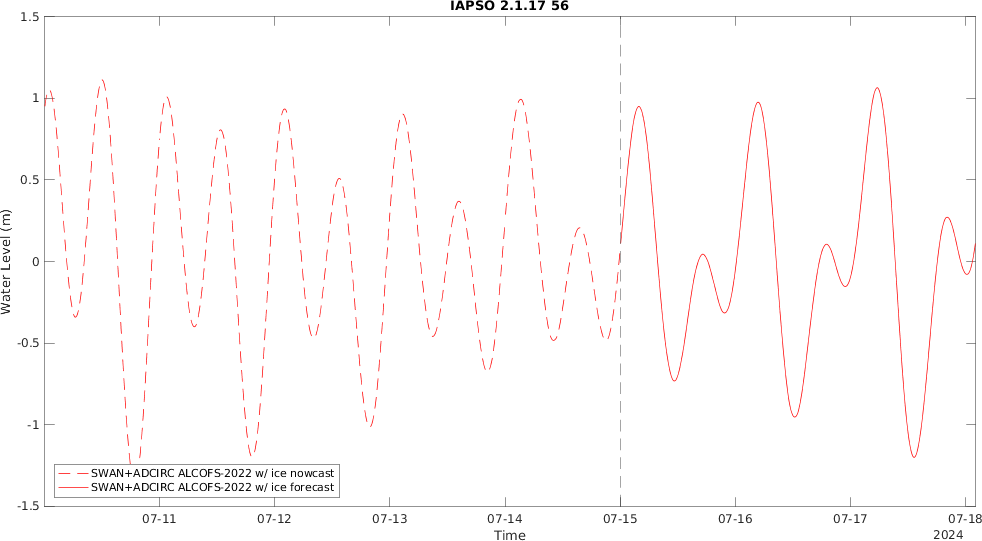 IAPSO 2.1.17 56
1.5
1
0.5
0
-0.5
-1
-1.5
Water Level (m)
SWAN+ADCIRC ALCOFS-2022 w/ ice nowcast
SWAN+ADCIRC ALCOFS-2022 w/ ice forecast
07-11 07-12 07-13 07-14 07-15 07-16 07-17 07-18
Time 2024